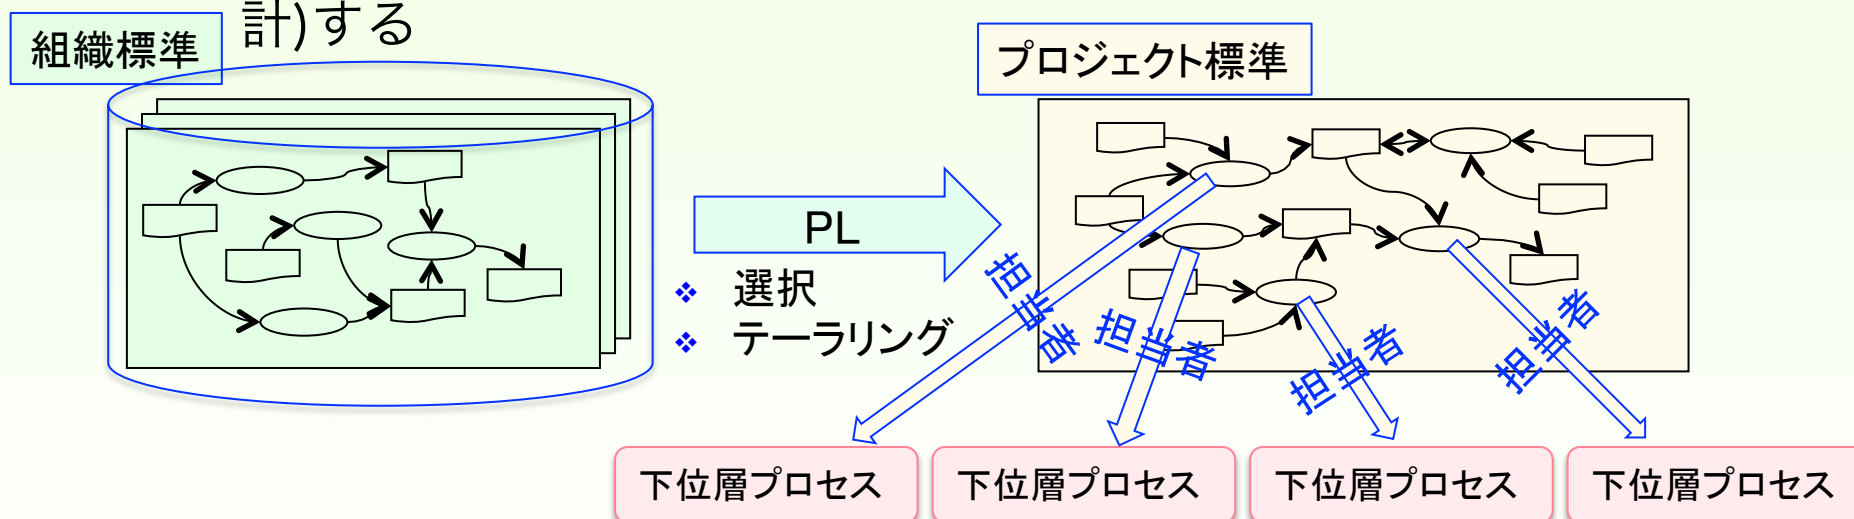 計)する
組織標準
プロジェクト標準
PL
❖ 選択
❖ テーラリング
担当者
担当者
担当者
担当者
下位層プロセス
下位層プロセス
下位層プロセス
下位層プロセス